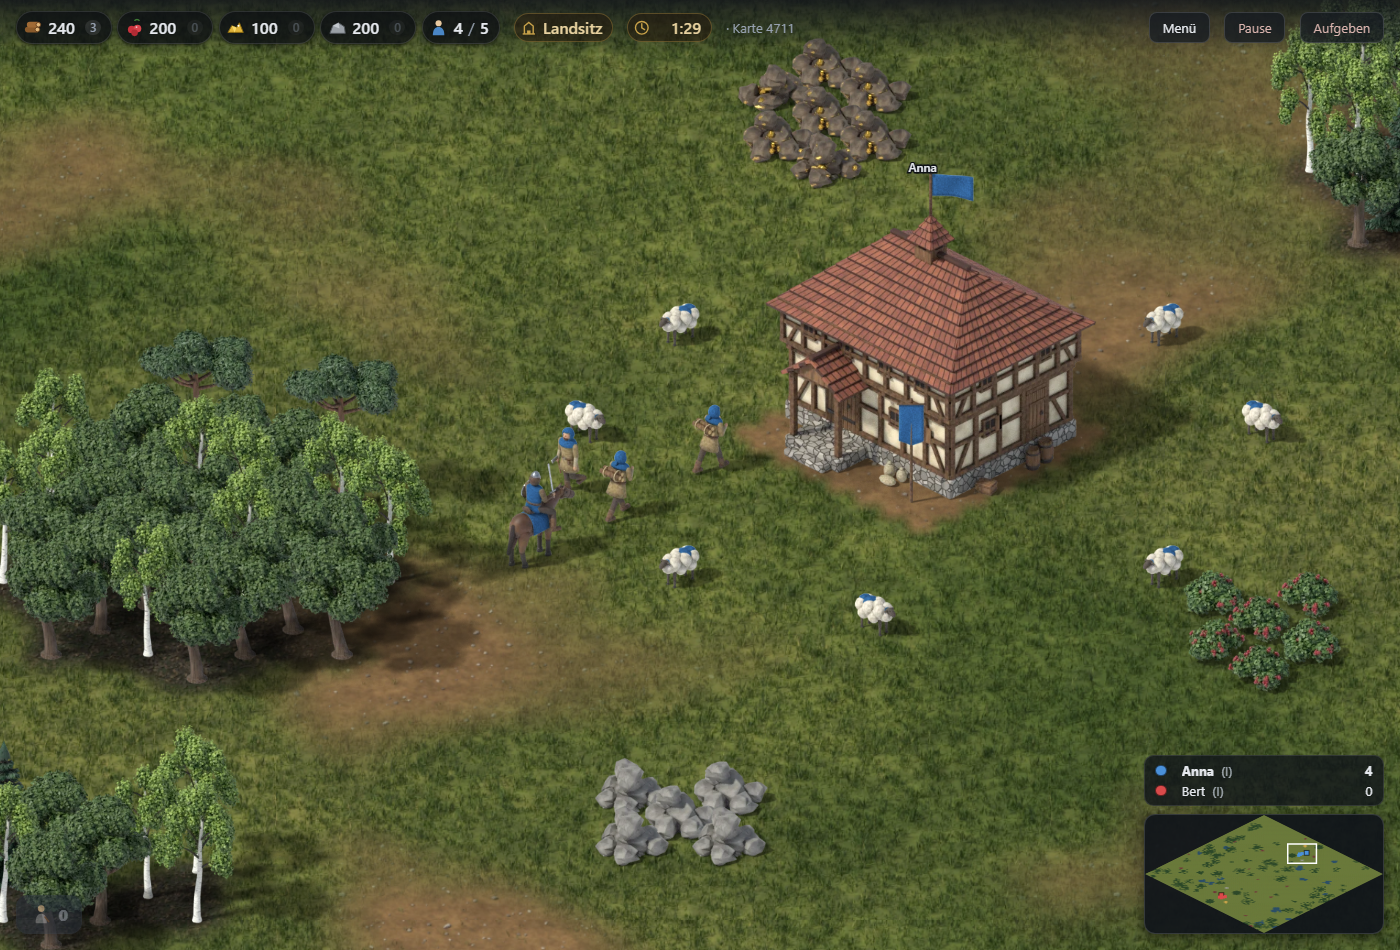 240 3 200 0 100 0 200 0 4 / 5 Landsitz 1:29 · Karte 4711 Menü Pause Aufgeben
Anna
Anna (I) 4
Bert (I) 0
0